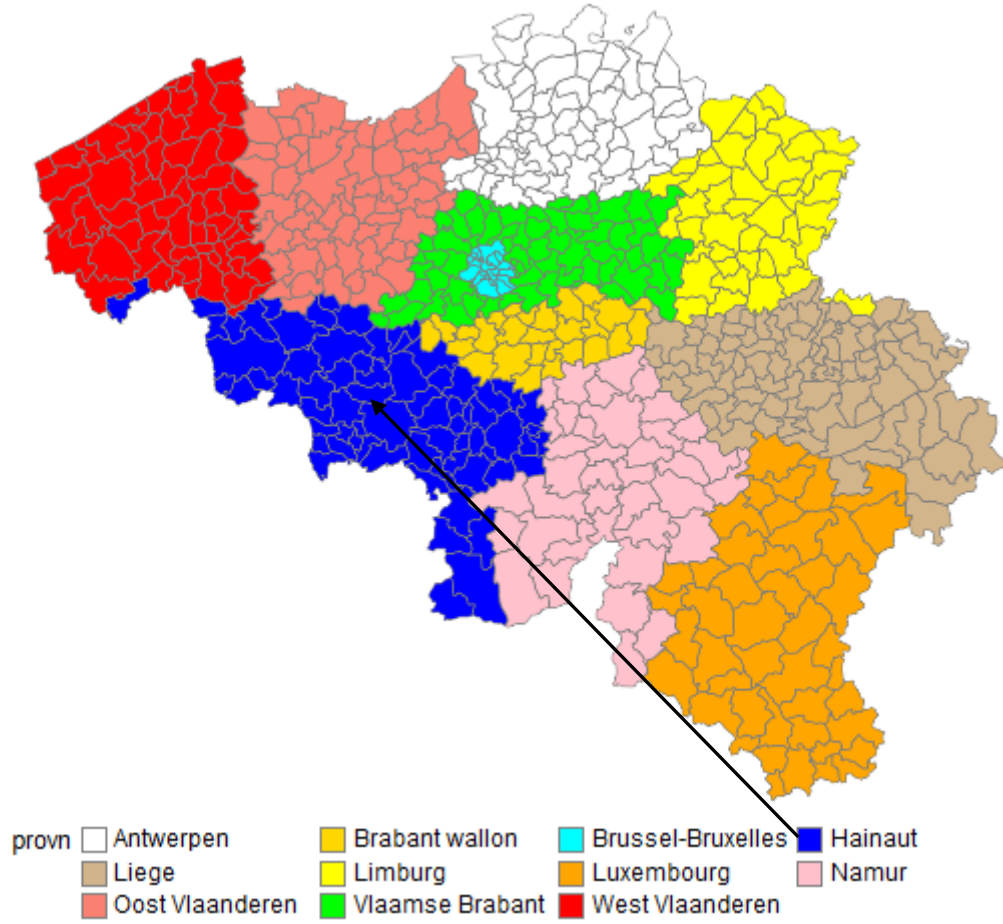 provn Antwerpen Brabant wallon Brussel-Bruxelles Hainaut
Liege Limburg Luxembourg Namur
Oost Vlaanderen Vlaamse Brabant West Vlaanderen